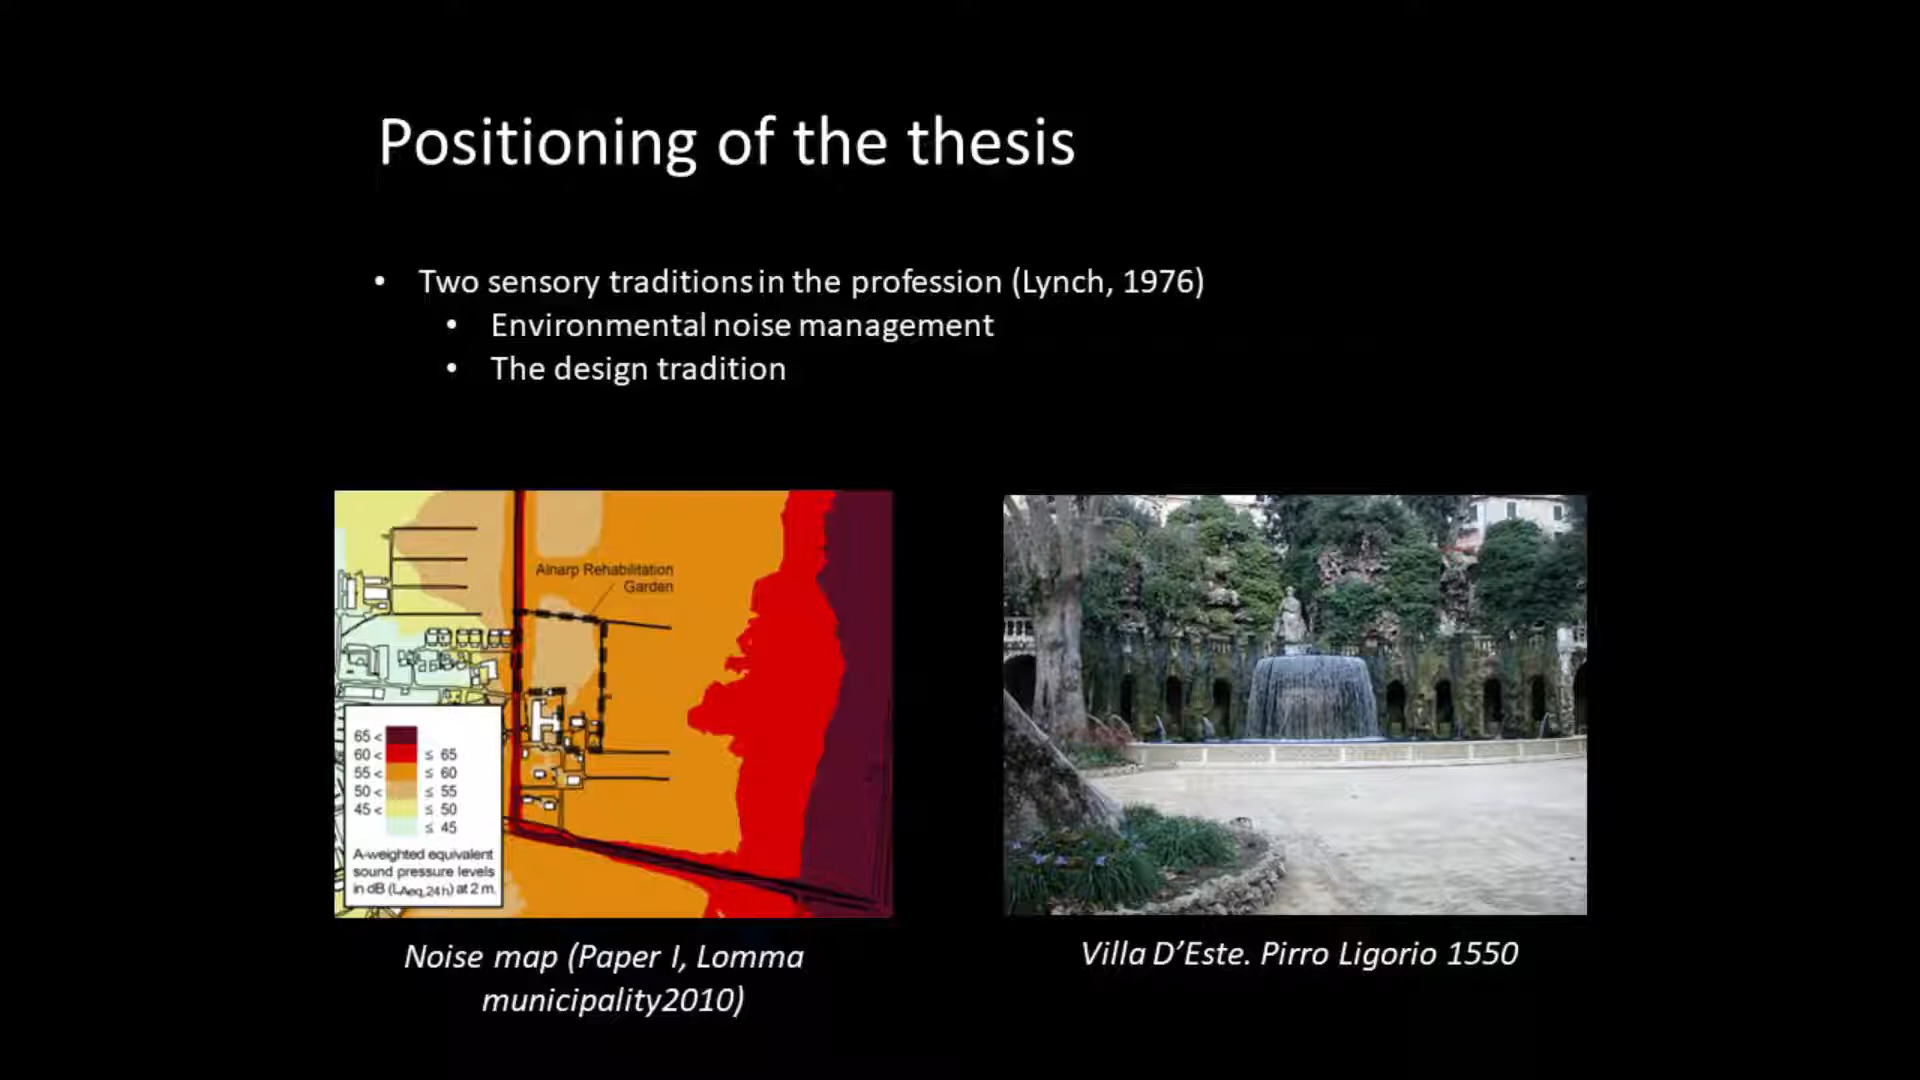 Positioning of the thesis
• Two sensory traditions in the profession (Lynch, 1976)
• Environmental noise management
• The design tradition
Alnarp Rehabilitation
Garden
65 <
60 < ≤ 65
55 < ≤ 60
50 < ≤ 55
45 < ≤ 50
≤ 45
A-weighted equivalent
sound pressure levels
in dB (LAeq,24h) at 2 m.
Noise map (Paper I, Lomma
municipality2010)
Villa D’Este. Pirro Ligorio 1550